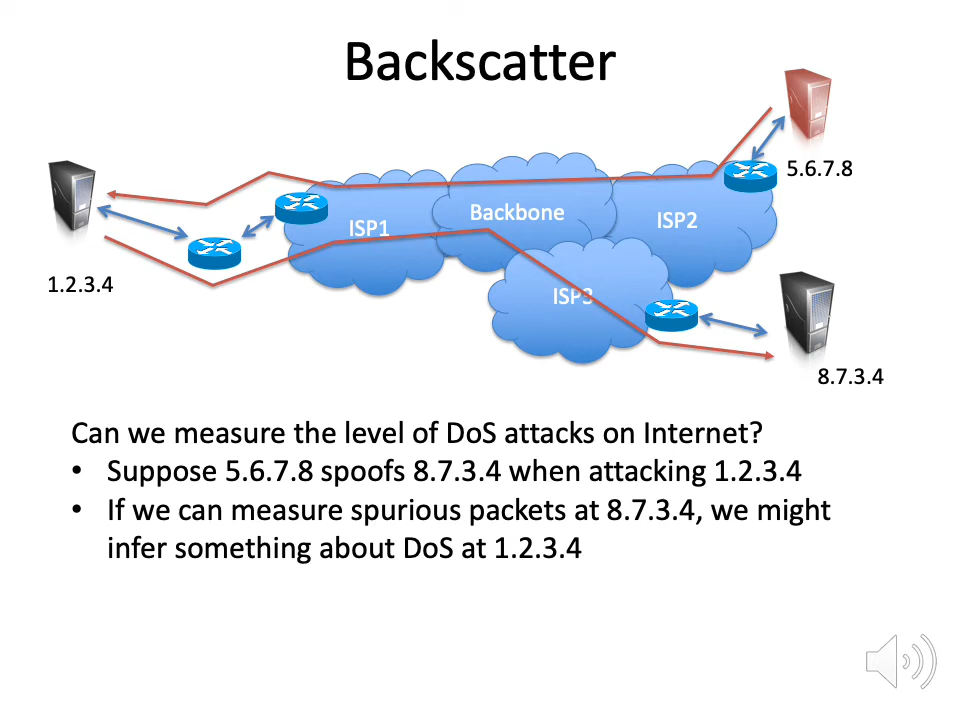 Backscatter
5.6.7.8
ISP1
Backbone
ISP2
1.2.3.4
ISP3
8.7.3.4
Can we measure the level of DoS attacks on Internet?
• Suppose 5.6.7.8 spoofs 8.7.3.4 when attacking 1.2.3.4
• If we can measure spurious packets at 8.7.3.4, we might
infer something about DoS at 1.2.3.4